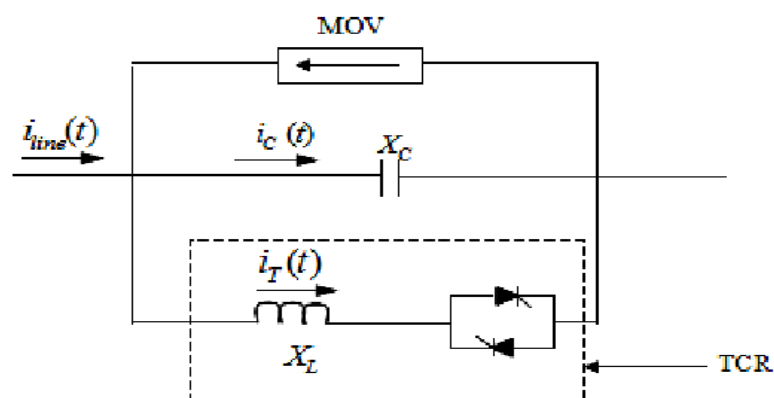 MOV
i_line(t)
i_C (t)
X_C
i_T(t)
X_L
TCR